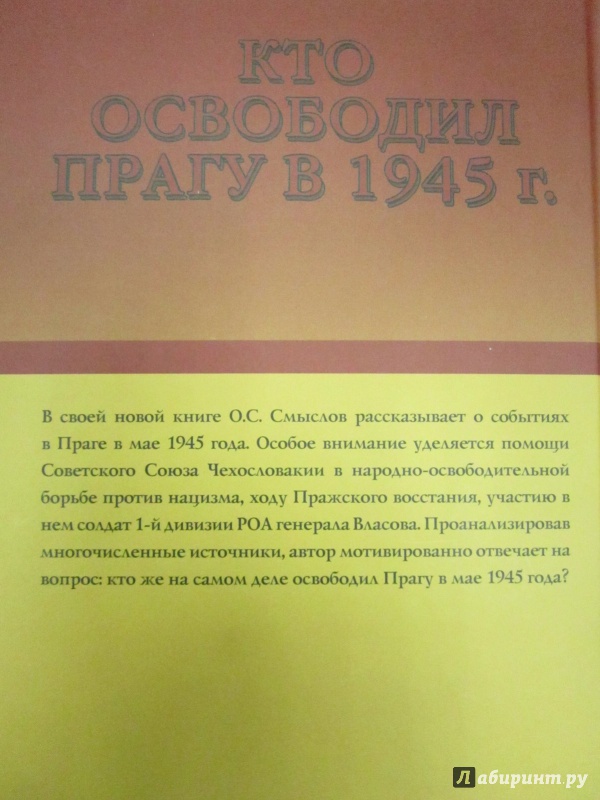 КТО
ОСВОБОДИЛ
ПРАГУ В 1945 г.
В своей новой книге О.С. Смыслов рассказывает о событиях
в Праге в мае 1945 года. Особое внимание уделяется помощи
Советского Союза Чехословакии в народно-освободительной
борьбе против нацизма, ходу Пражского восстания, участию в
нем солдат 1-й дивизии РОА генерала Власова. Проанализировав
многочисленные источники, автор мотивированно отвечает на
вопрос: кто же на самом деле освободил Прагу в мае 1945 года?
Лабиринт.ру